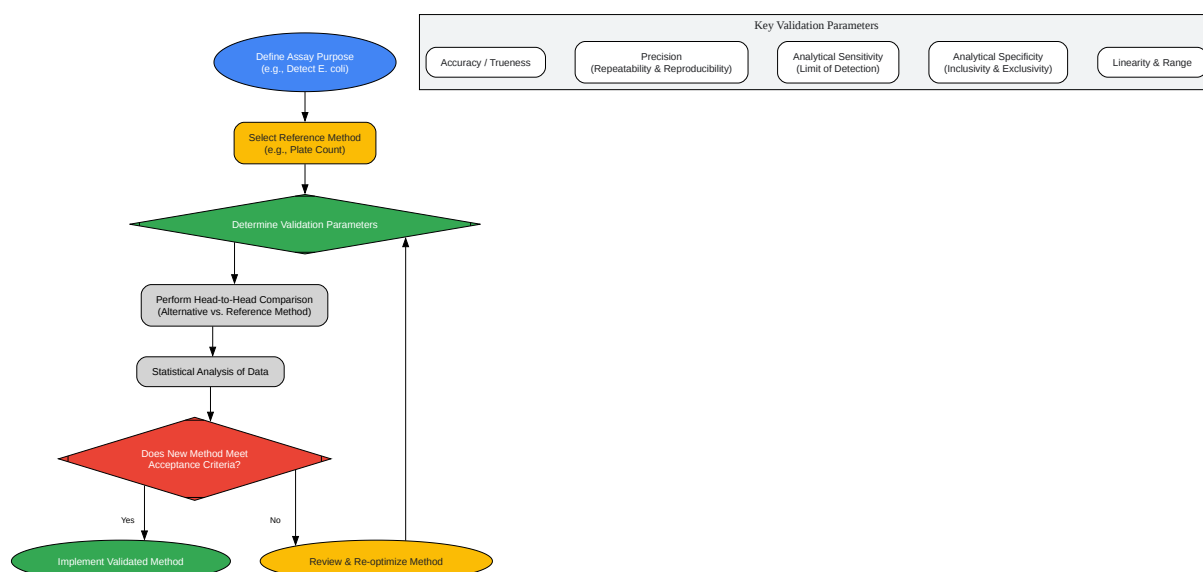 Key Validation Parameters
Accuracy / Trueness
Precision
(Repeatability & Reproducibility)
Analytical Sensitivity
(Limit of Detection)
Analytical Specificity
(Inclusivity & Exclusivity)
Linearity & Range
Define Assay Purpose
(e.g., Detect E. coli)
Select Reference Method
(e.g., Plate Count)
Determine Validation Parameters
Perform Head-to-Head Comparison
(Alternative vs. Reference Method)
Statistical Analysis of Data
Does New Method Meet
Acceptance Criteria?
Yes
No
Implement Validated Method
Review & Re-optimize Method